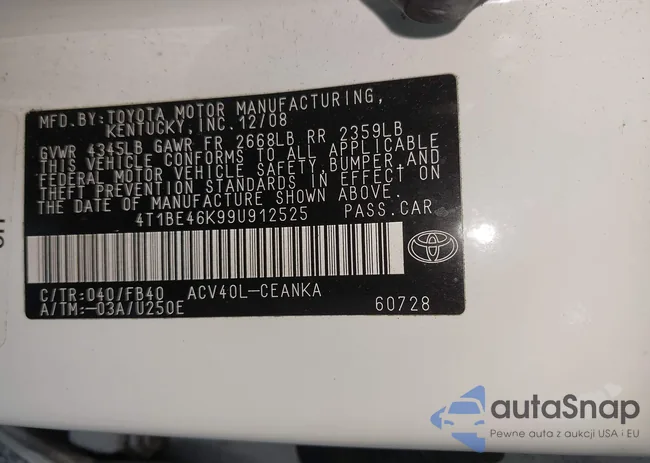 MFD.BY:TOYOTA MOTOR MANUFACTURING,
KENTUCKY, INC. 12/08
GVWR 4345LB GAWR FR 2668LB RR 2359LB
THIS VEHICLE CONFORMS TO ALL APPLICABLE
FEDERAL MOTOR VEHICLE SAFETY, BUMPER AND
THEFT PREVENTION STANDARDS IN EFFECT ON
THE DATE OF MANUFACTURE SHOWN ABOVE.
4T1BE46K99U912525 PASS.CAR
C/TR:040/FB40 ACV40L-CEANKA
A/TM:-03A/U250E 60728
autaSnap
Pewne auta z aukcji USA i EU